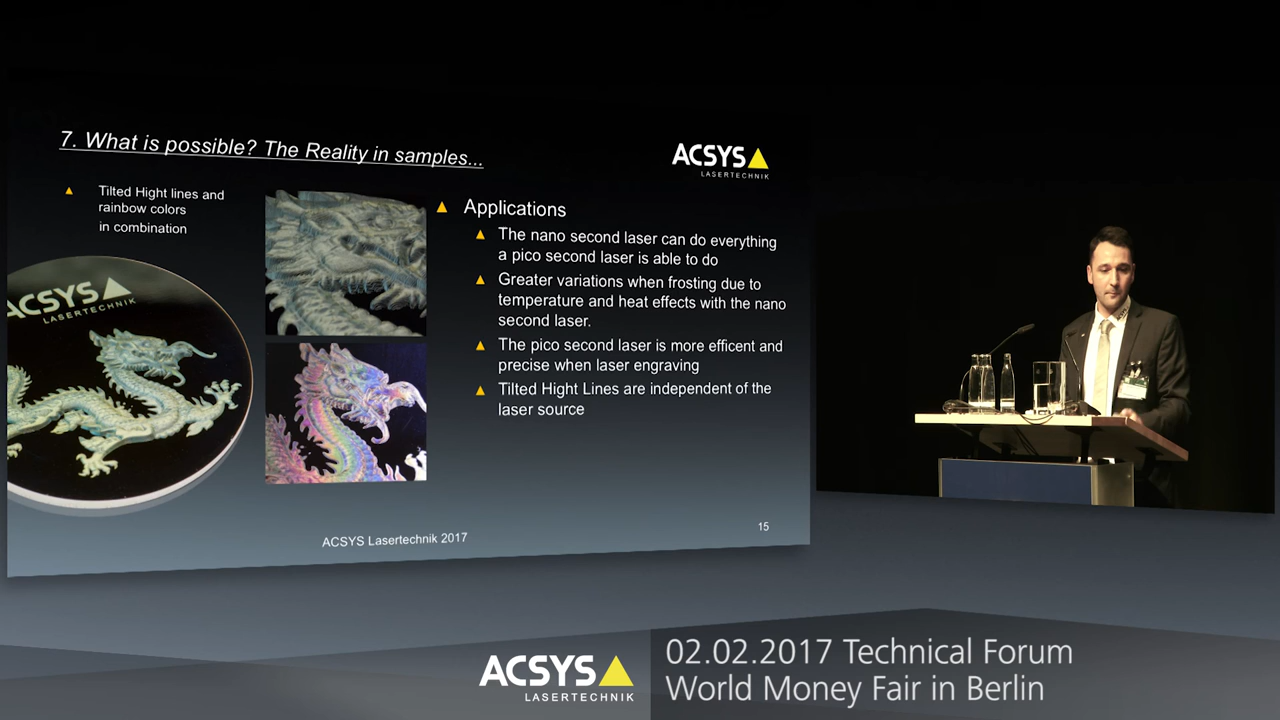 7. What is possible? The Reality in samples...
ACSYS
LASERTECHNIK
Tilted Hight lines and
rainbow colors
in combination
ACSYS
LASERTECHNIK
Applications
The nano second laser can do everything
a pico second laser is able to do
Greater variations when frosting due to
temperature and heat effects with the nano
second laser.
The pico second laser is more efficent and
precise when laser engraving
Tilted Hight Lines are independent of the
laser source
ACSYS Lasertechnik 2017
15
ACSYS
LASERTECHNIK
02.02.2017 Technical Forum
World Money Fair in Berlin